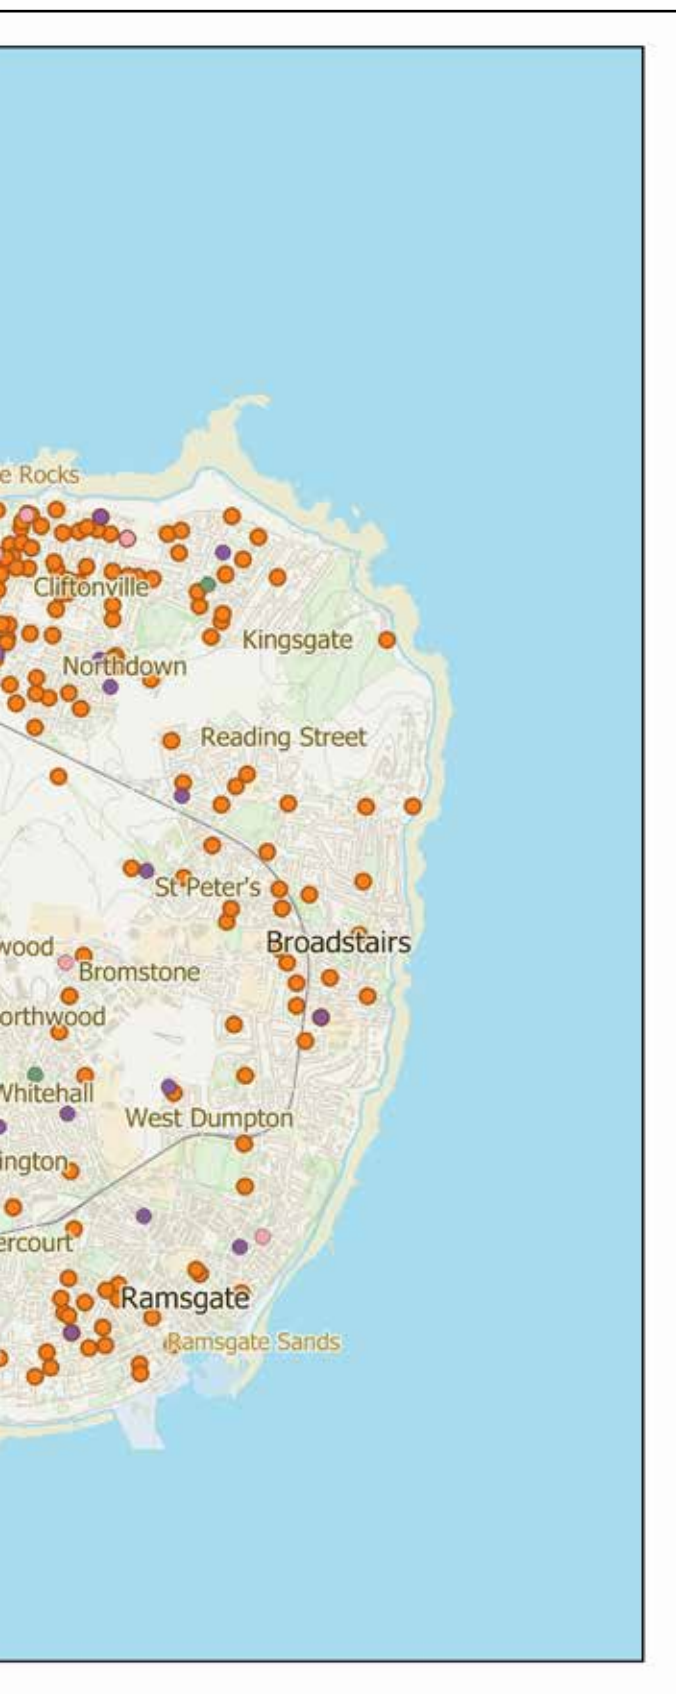 e Rocks
Cliftonville
Kingsgate
Northdown
Reading Street
St Peter's
Broadstairs
wood
Bromstone
orthwood
Whitehall
West Dumpton
ington
ercourt
Ramsgate
Ramsgate Sands